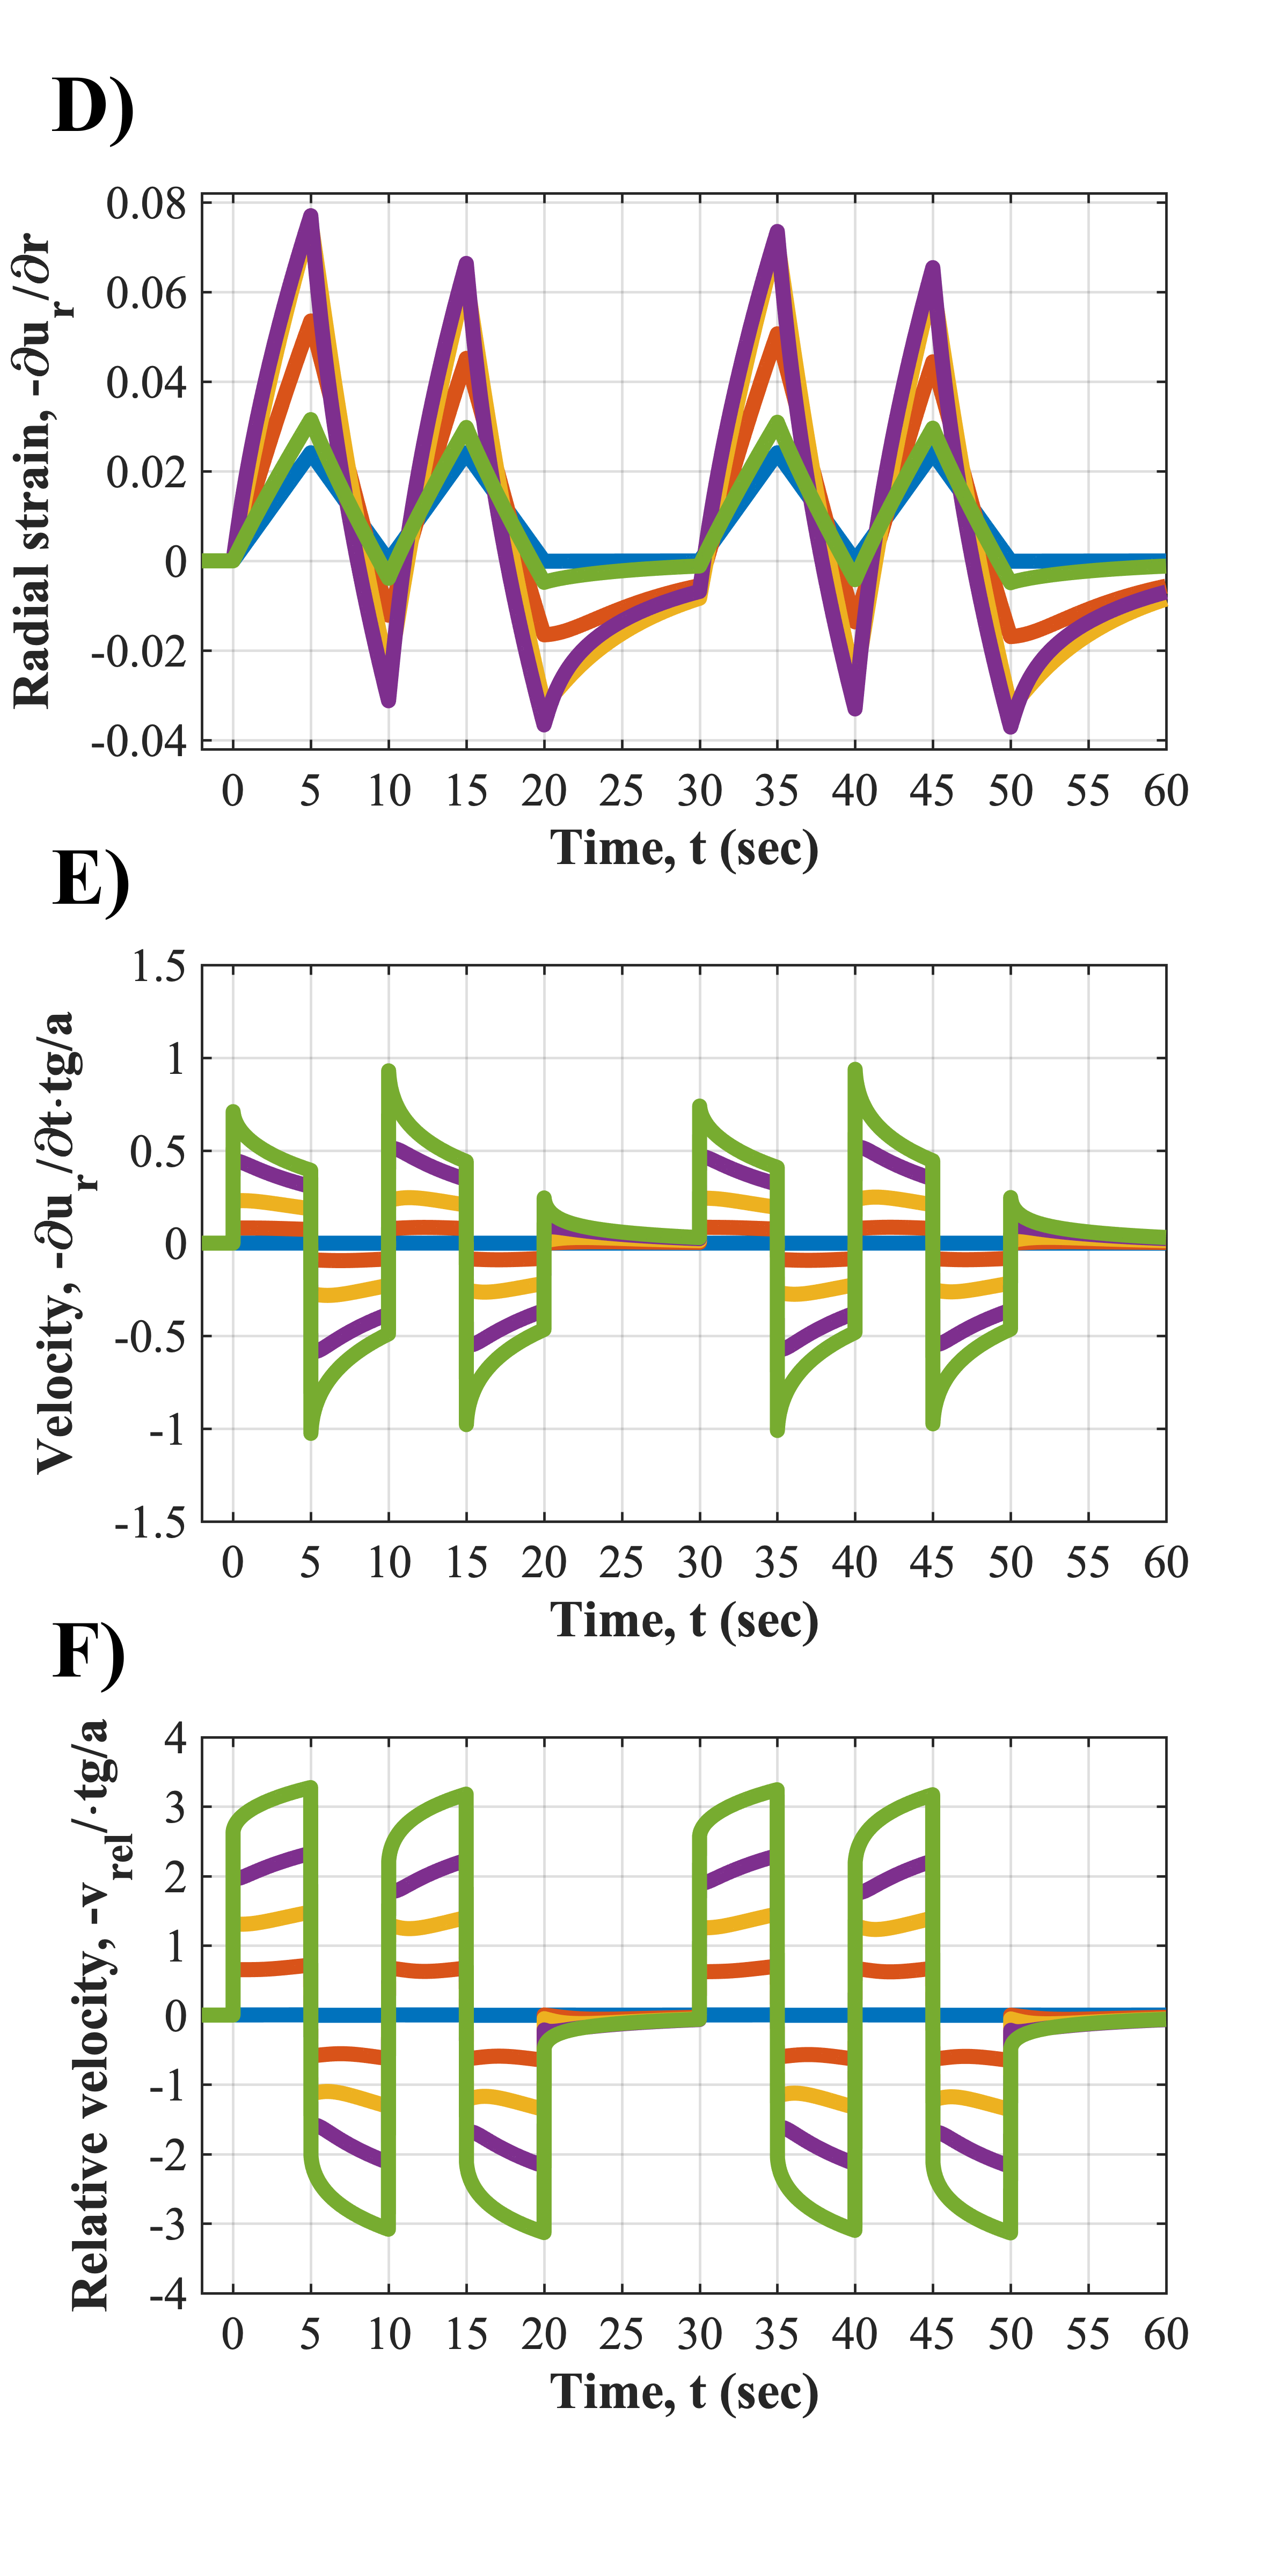 D)
Radial strain, -∂u_r/∂r
0.08
0.06
0.04
0.02
0
-0.02
-0.04
0 5 10 15 20 25 30 35 40 45 50 55 60
Time, t (sec)
E)
Velocity, -∂u_r/∂t·tg/a
1.5
1
0.5
0
-0.5
-1
-1.5
0 5 10 15 20 25 30 35 40 45 50 55 60
Time, t (sec)
F)
Relative velocity, -v_rel/·tg/a
4
3
2
1
0
-1
-2
-3
-4
0 5 10 15 20 25 30 35 40 45 50 55 60
Time, t (sec)